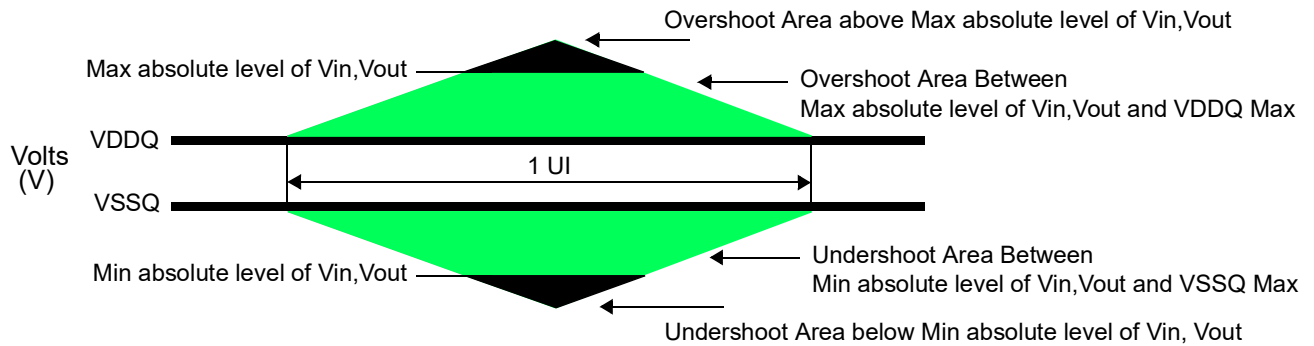 Overshoot Area above Max absolute level of Vin,Vout
Max absolute level of Vin,Vout
Overshoot Area Between
Max absolute level of Vin,Vout and VDDQ Max
VDDQ
Volts
(V)
1 UI
VSSQ
Min absolute level of Vin,Vout
Undershoot Area Between
Min absolute level of Vin,Vout and VSSQ Max
Undershoot Area below Min absolute level of Vin, Vout